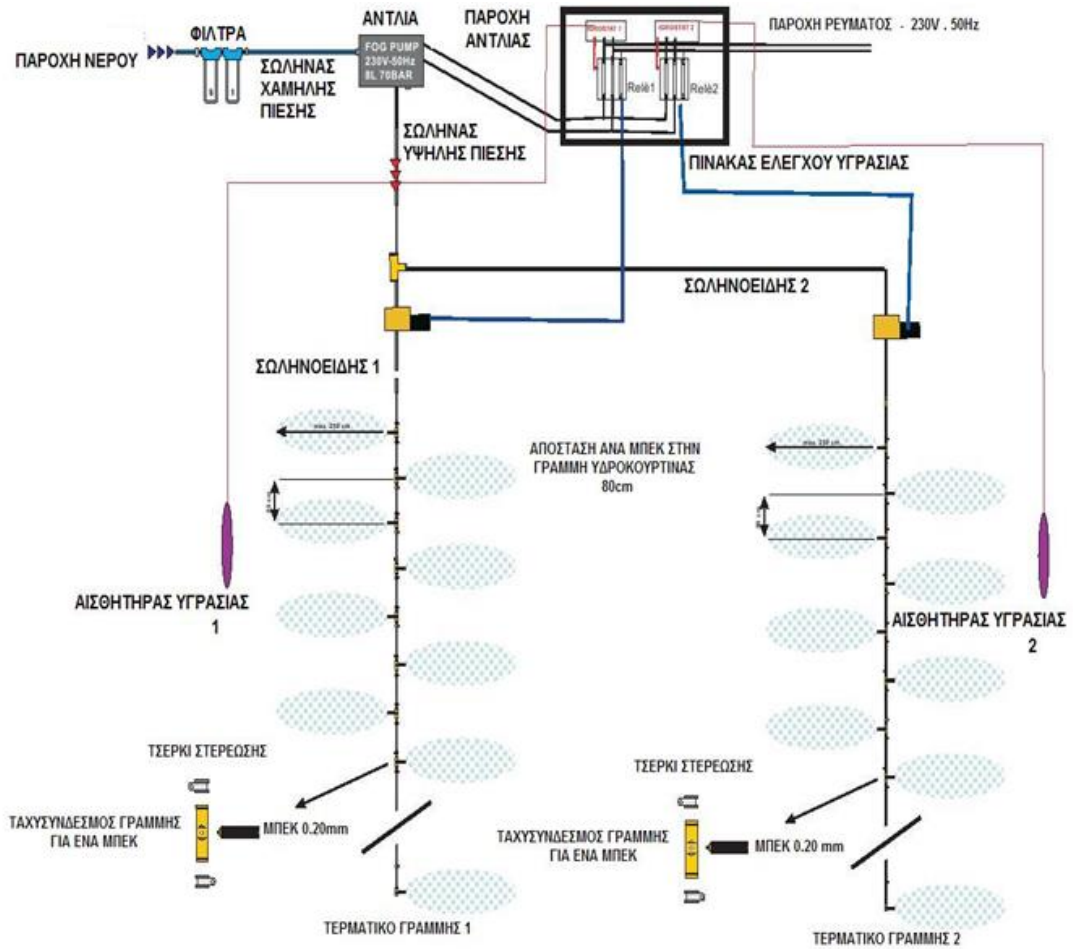 ΑΝΤΛΙΑ
ΠΑΡΟΧΗ
ΑΝΤΛΙΑΣ
ΠΑΡΟΧΗ ΡΕΥΜΑΤΟΣ - 230V . 50Hz
ΦΙΛΤΡΑ
ΠΑΡΟΧΗ ΝΕΡΟΥ
FOG PUMP
230V-50Hz
8L 70BAR
ΣΩΛΗΝΑΣ
ΧΑΜΗΛΗΣ
ΠΙΕΣΗΣ
Relè1
Relè2
ΣΩΛΗΝΑΣ
ΥΨΗΛΗΣ ΠΙΕΣΗΣ
ΠΙΝΑΚΑΣ ΕΛΕΓΧΟΥ ΥΓΡΑΣΙΑΣ
ΣΩΛΗΝΟΕΙΔΗΣ 2
ΣΩΛΗΝΟΕΙΔΗΣ 1
ΑΠΟΣΤΑΣΗ ΑΝΑ ΜΠΕΚ ΣΤΗΝ
ΓΡΑΜΜΗ ΥΔΡΟΚΟΥΡΤΙΝΑΣ
80cm
ΑΙΣΘΗΤΗΡΑΣ ΥΓΡΑΣΙΑΣ
1
ΑΙΣΘΗΤΗΡΑΣ ΥΓΡΑΣΙΑΣ
2
ΤΣΕΡΚΙ ΣΤΕΡΕΩΣΗΣ
ΤΑΧΥΣΥΝΔΕΣΜΟΣ ΓΡΑΜΜΗΣ
ΓΙΑ ΕΝΑ ΜΠΕΚ
ΜΠΕΚ 0.20mm
ΤΕΡΜΑΤΙΚΟ ΓΡΑΜΜΗΣ 1
ΤΣΕΡΚΙ ΣΤΕΡΕΩΣΗΣ
ΤΑΧΥΣΥΝΔΕΣΜΟΣ ΓΡΑΜΜΗΣ
ΓΙΑ ΕΝΑ ΜΠΕΚ
ΜΠΕΚ 0.20 mm
ΤΕΡΜΑΤΙΚΟ ΓΡΑΜΜΗΣ 2